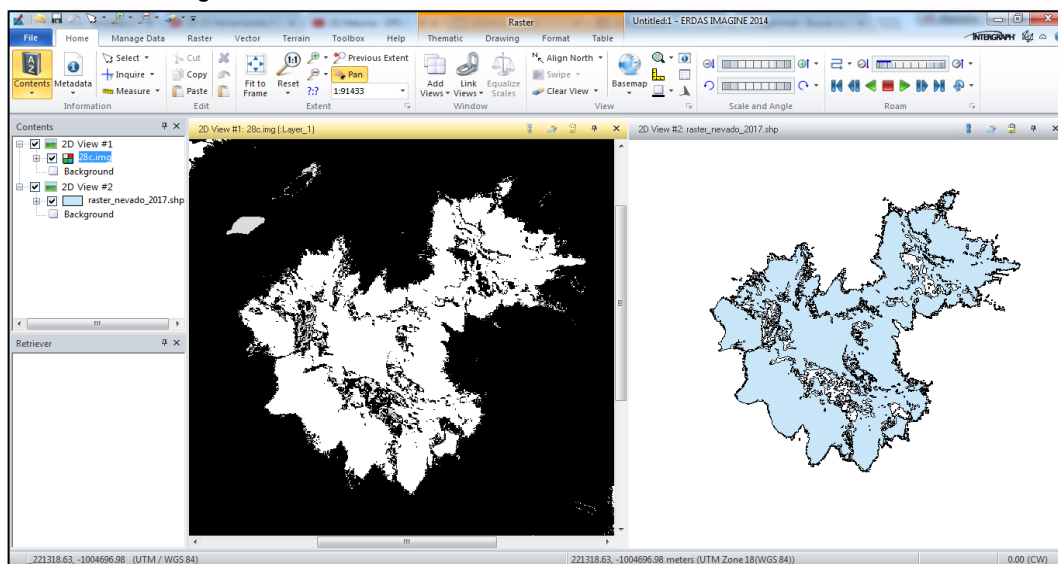 Raster
Untitled:1 - ERDAS IMAGINE 2014
File Home Manage Data Raster Vector Terrain Toolbox Help Thematic Drawing Format Table
INTERGRAPH
Contents
Metadata
Select
Inquire
Measure
Information
Cut
Copy
Paste
Edit
Fit to Frame
1:1
Reset
Previous Extent
Pan
?:? 1:91433
Extent
Add Views
Link Views
Equalize Scales
Window
Align North
Swipe
Clear View
Basemap
View
Scale and Angle
Roam
Contents
2D View #1
28c.img
Background
2D View #2
raster_nevado_2017.shp
Background
Retriever
2D View #1: 28c.img (:Layer_1)
2D View #2: raster_nevado_2017.shp
221318.63, -1004696.98 (UTM / WGS 84)
221318.63, -1004696.98 meters (UTM Zone 18(WGS 84))
0.00 (CW)